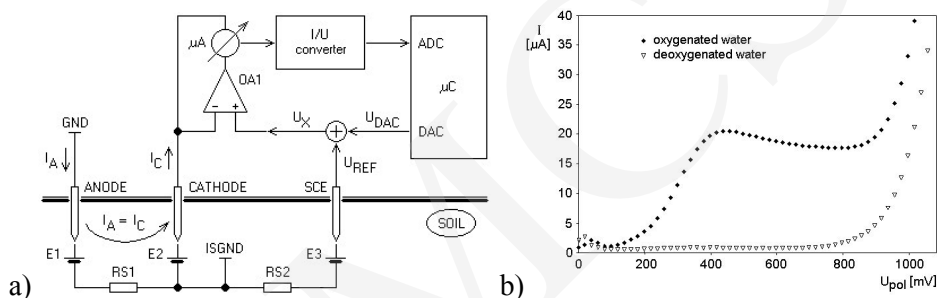 a)
GND
I_A
ANODE
I_A = I_C
E1
RS1
µA
OA1
- +
I_C
CATHODE
E2
ISGND
RS2
I/U
converter
U_X
U_DAC
U_REF
SCE
E3
ADC
µC
DAC
SOIL
b)
I
[µA]
oxygenated water
deoxygenated water
40
35
30
25
20
15
10
5
0
0 200 400 600 800 1000
U_pol [mV]